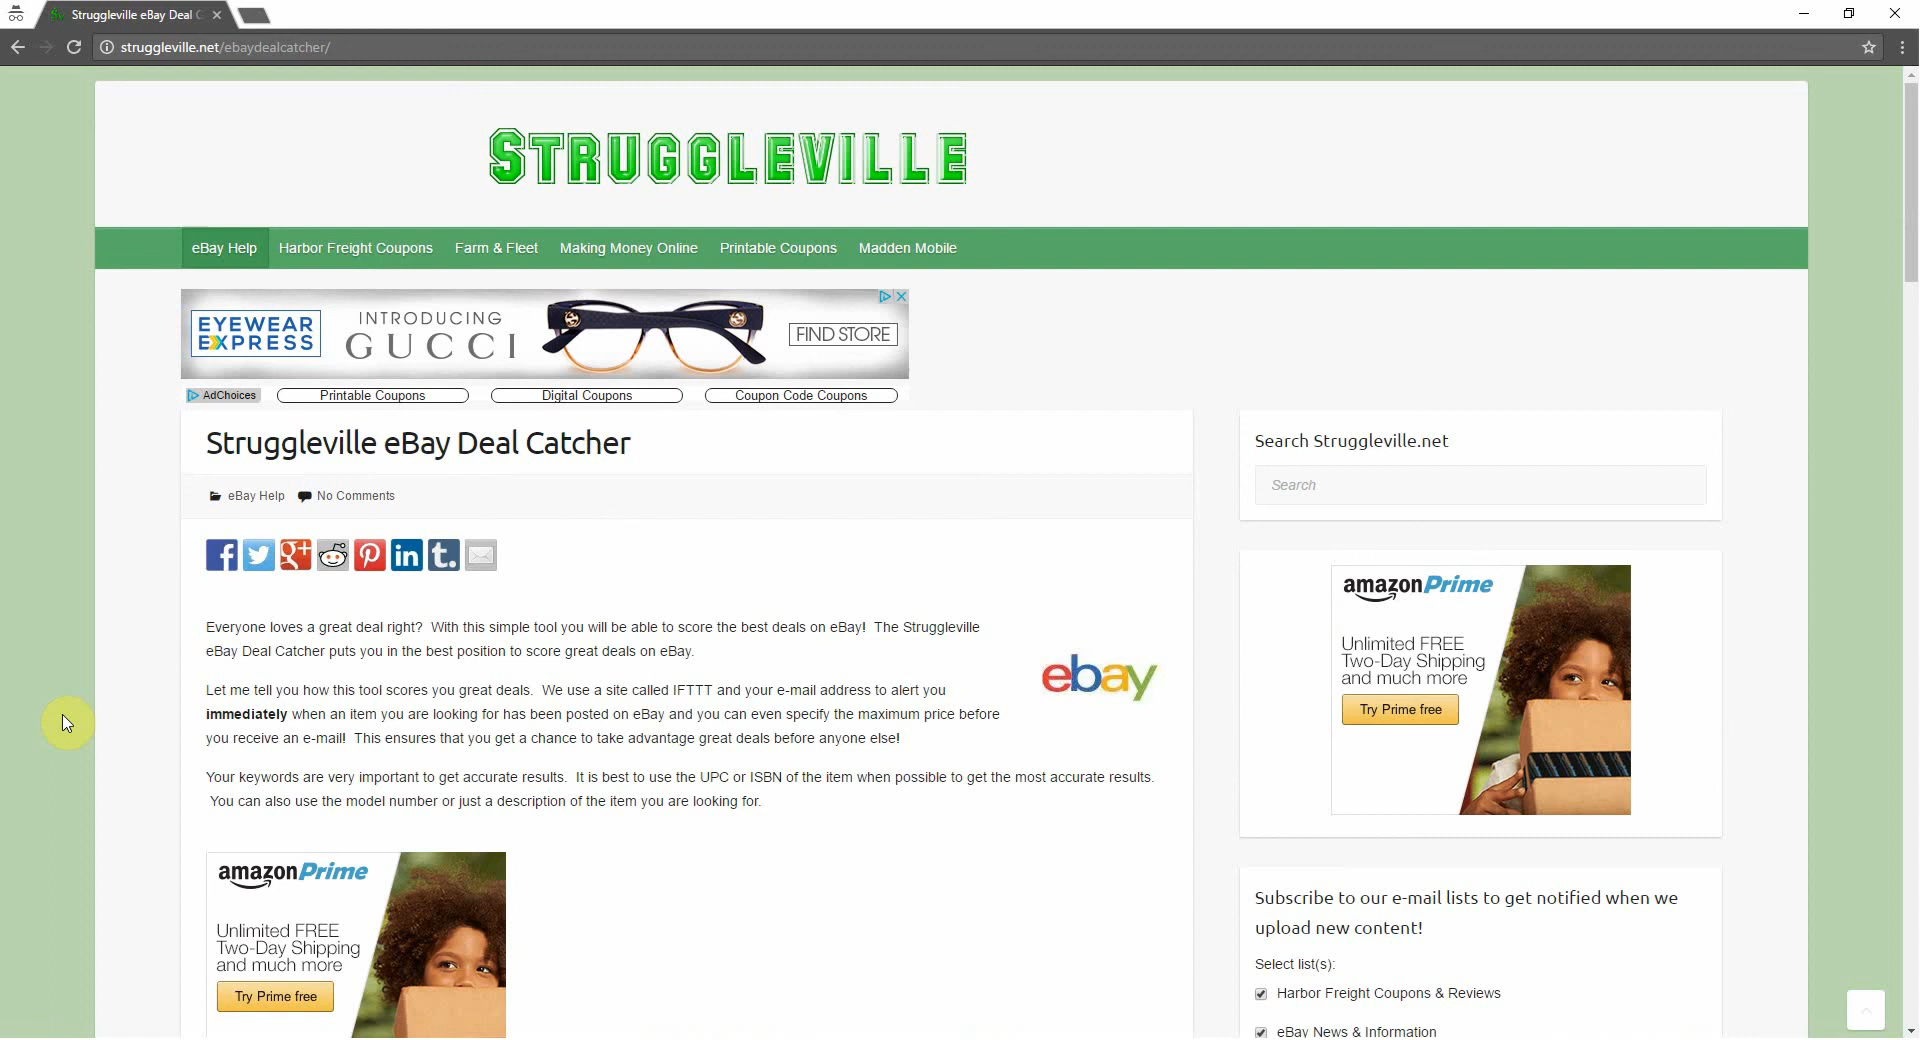 Struggleville eBay Deal C
struggleville.net/ebaydealcatcher/
STRUGGLEVILLE
eBay Help
Harbor Freight Coupons
Farm & Fleet
Making Money Online
Printable Coupons
Madden Mobile
EYEWEAR
EXPRESS
INTRODUCING
GUCCI
FIND STORE
AdChoices
Printable Coupons
Digital Coupons
Coupon Code Coupons
Struggleville eBay Deal Catcher
eBay Help
No Comments
Everyone loves a great deal right?  With this simple tool you will be able to score the best deals on eBay!  The Struggleville
eBay Deal Catcher puts you in the best position to score great deals on eBay.
ebay
Let me tell you how this tool scores you great deals.  We use a site called IFTTT and your e-mail address to alert you
immediately when an item you are looking for has been posted on eBay and you can even specify the maximum price before
you receive an e-mail!  This ensures that you get a chance to take advantage great deals before anyone else!
Your keywords are very important to get accurate results.  It is best to use the UPC or ISBN of the item when possible to get the most accurate results.
You can also use the model number or just a description of the item you are looking for.
amazonPrime
Unlimited FREE
Two-Day Shipping
and much more
Try Prime free
Search Struggleville.net
Search
amazonPrime
Unlimited FREE
Two-Day Shipping
and much more
Try Prime free
Subscribe to our e-mail lists to get notified when we
upload new content!
Select list(s):
Harbor Freight Coupons & Reviews
eBay News & Information